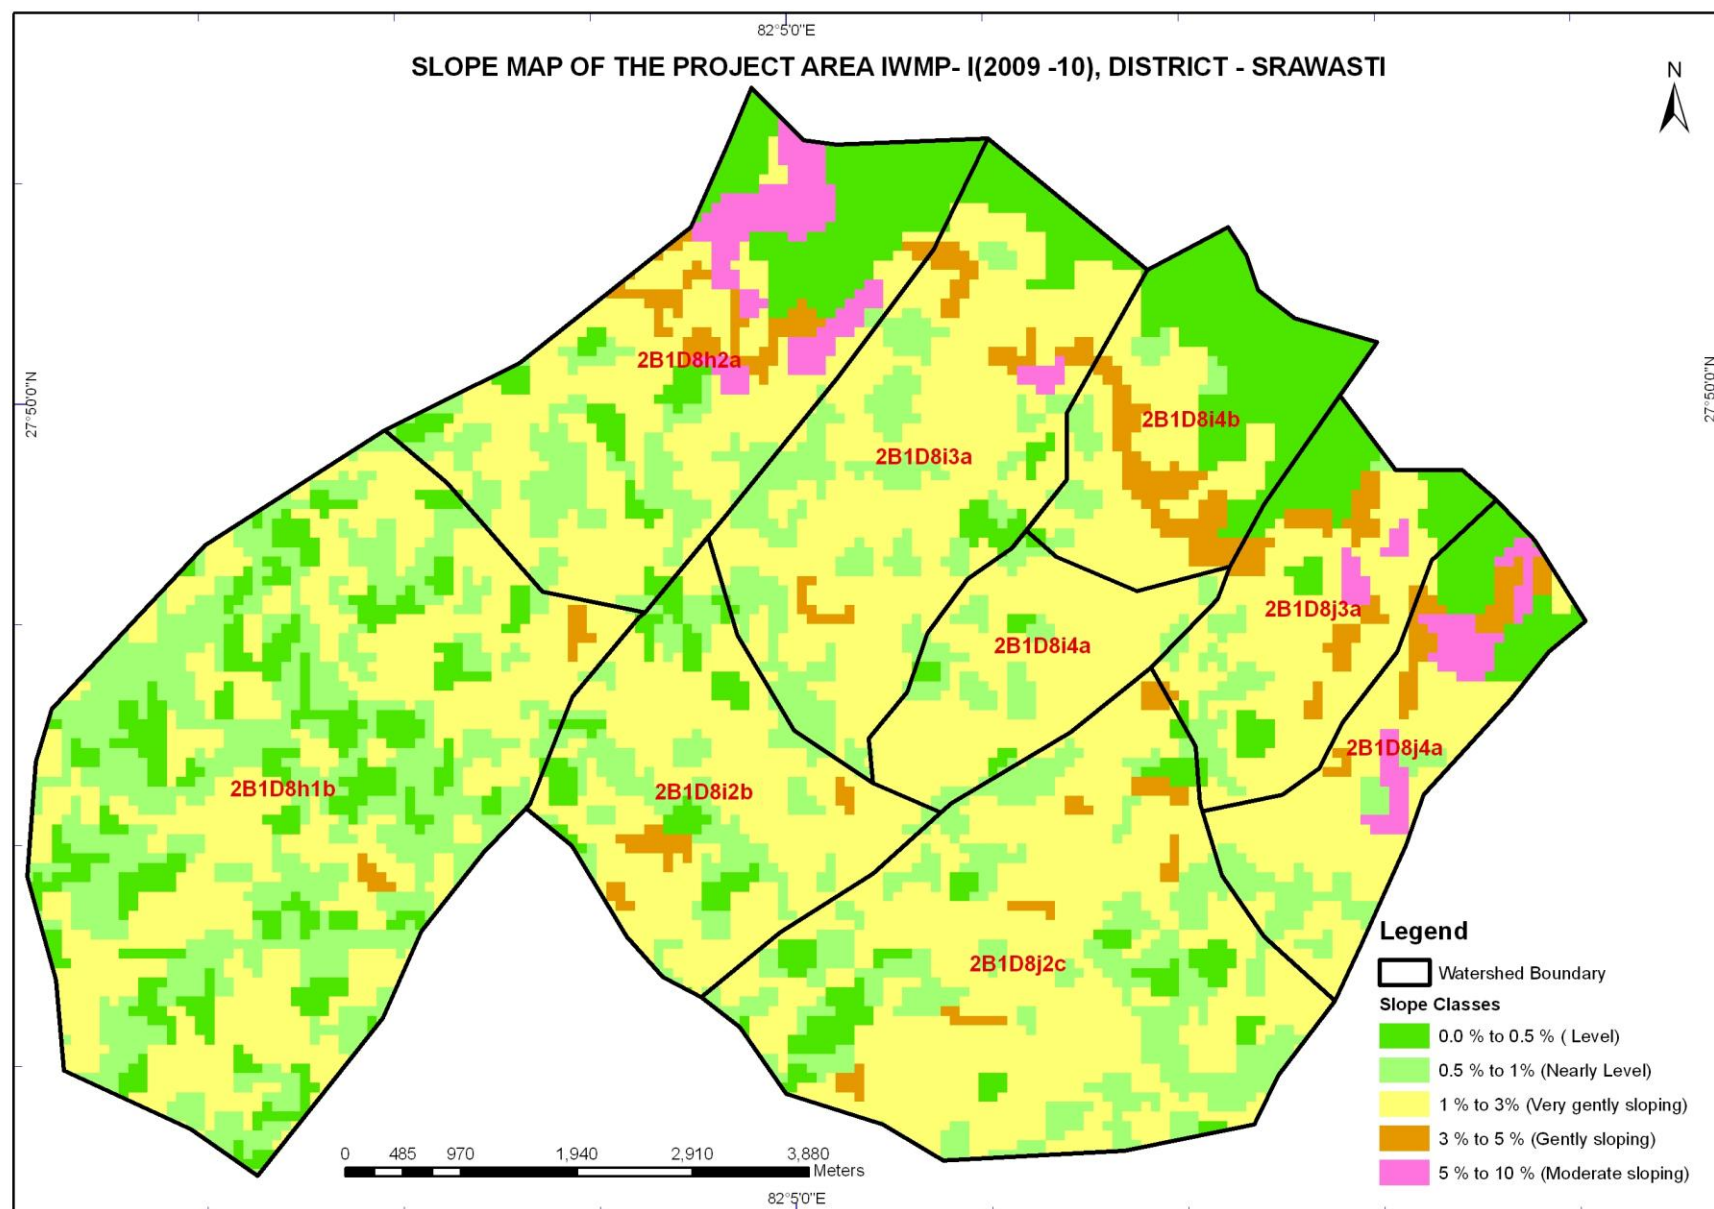 82°5'0"E
SLOPE MAP OF THE PROJECT AREA IWMP- I(2009 -10), DISTRICT - SRAWASTI
N
27°50'0"N
27°50'0"N
2B1D8h2a
2B1D8i4b
2B1D8i3a
2B1D8j3a
2B1D8i4a
2B1D8j4a
2B1D8h1b
2B1D8i2b
2B1D8j2c
Legend
Watershed Boundary
Slope Classes
0.0 % to 0.5 % ( Level)
0.5 % to 1% (Nearly Level)
1 % to 3% (Very gently sloping)
3 % to 5 % (Gently sloping)
5 % to 10 % (Moderate sloping)
0 485 970 1,940 2,910 3,880
Meters
82°5'0"E